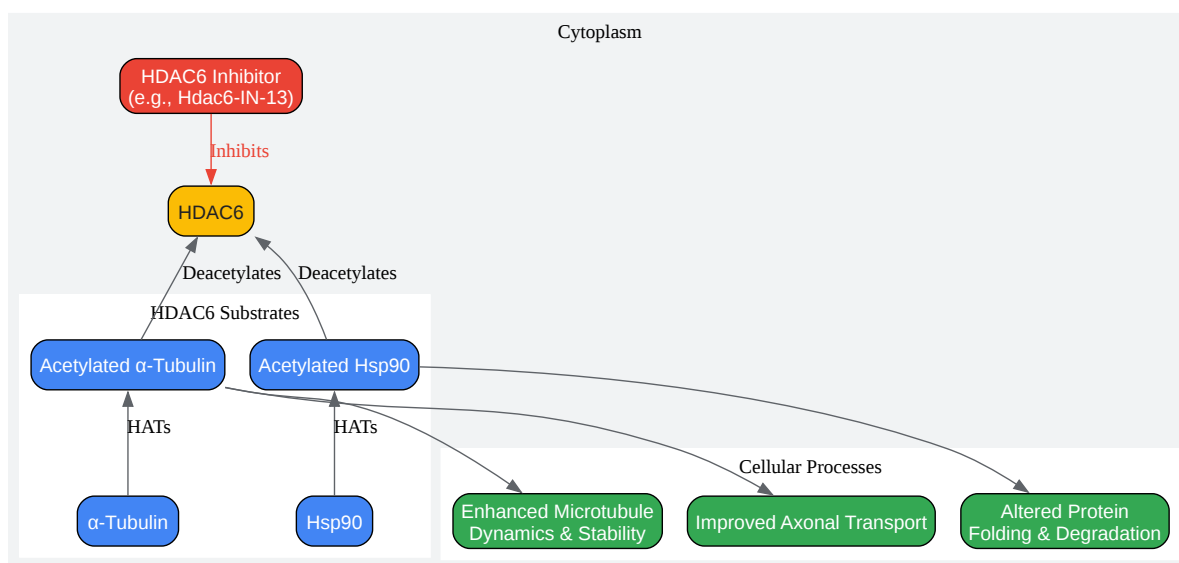 Cytoplasm
HDAC6 Inhibitor
(e.g., Hdac6-IN-13)
Inhibits
HDAC6
Deacetylates
Deacetylates
HDAC6 Substrates
Acetylated α-Tubulin
Acetylated Hsp90
HATs
HATs
α-Tubulin
Hsp90
Cellular Processes
Enhanced Microtubule
Dynamics & Stability
Improved Axonal Transport
Altered Protein
Folding & Degradation